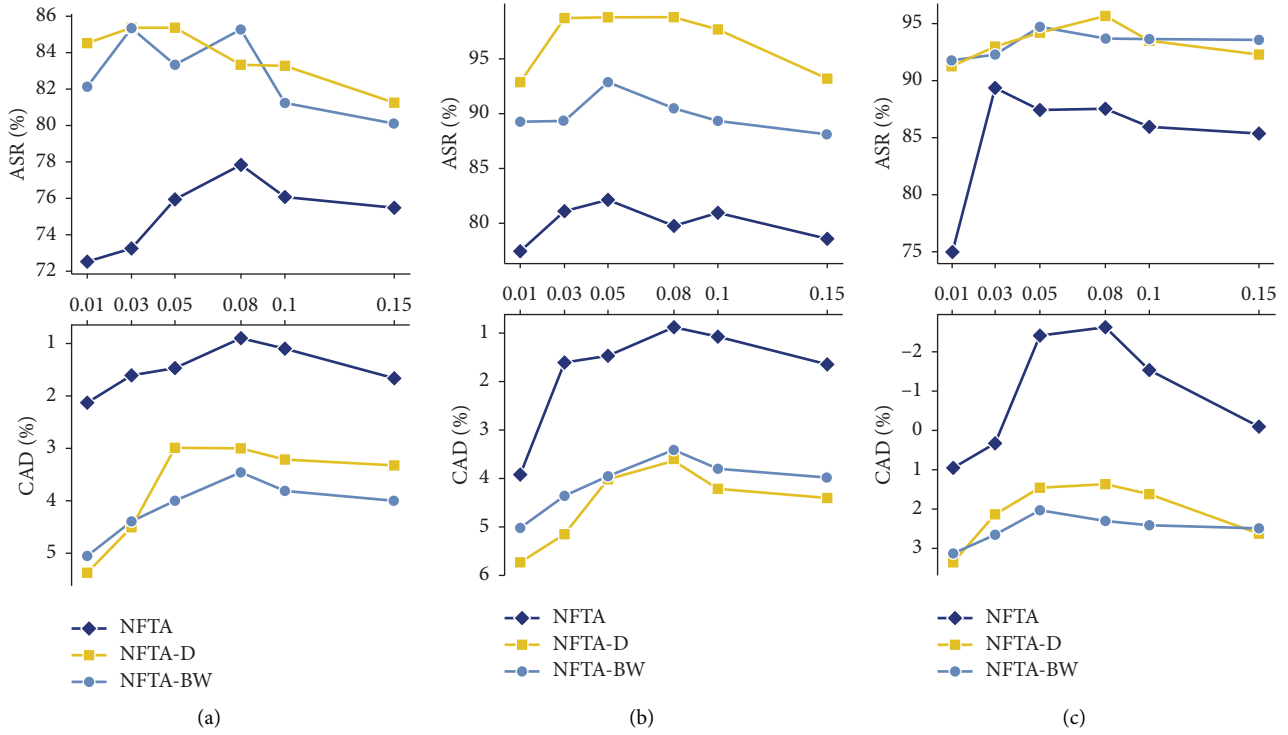 86
84
82
80
78
76
74
72
ASR (%)
0.01 0.03 0.05 0.08 0.1 0.15
1
2
3
4
5
CAD (%)
NFTA
NFTA-D
NFTA-BW
(a)
95
90
85
80
ASR (%)
0.01 0.03 0.05 0.08 0.1 0.15
1
2
3
4
5
6
CAD (%)
NFTA
NFTA-D
NFTA-BW
(b)
95
90
85
80
75
ASR (%)
0.01 0.03 0.05 0.08 0.1 0.15
–2
–1
0
1
2
3
CAD (%)
NFTA
NFTA-D
NFTA-BW
(c)